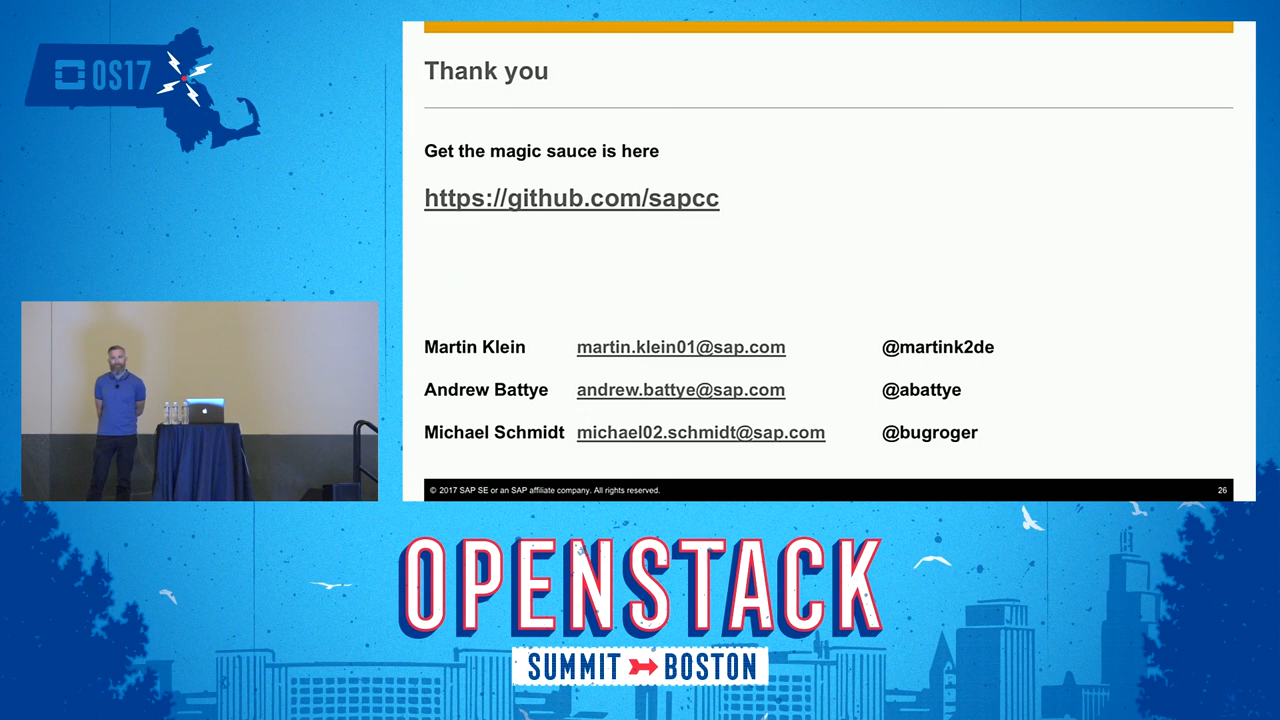 OS17
Thank you
Get the magic sauce is here
https://github.com/sapcc
Martin Klein martin.klein01@sap.com @martink2de
Andrew Battye andrew.battye@sap.com @abattye
Michael Schmidt michael02.schmidt@sap.com @bugroger
© 2017 SAP SE or an SAP affiliate company. All rights reserved. 26
OPENSTACK
SUMMIT BOSTON